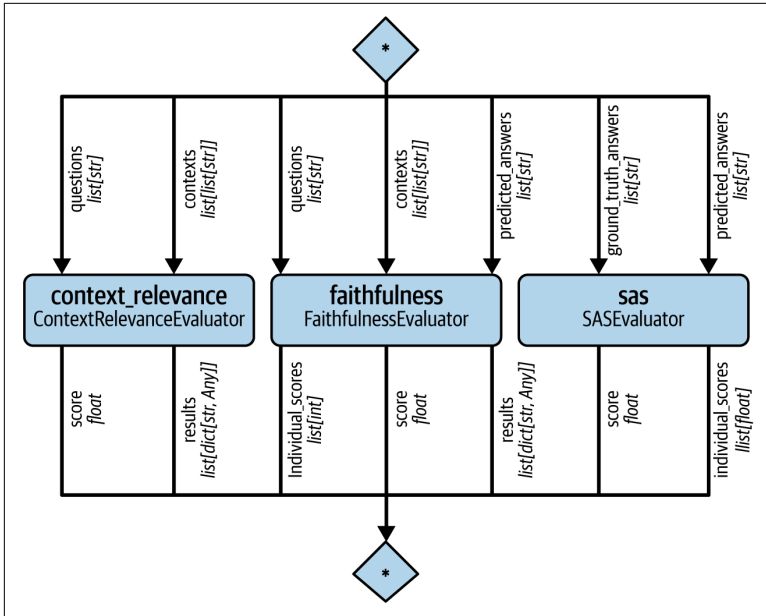 *
questions
list[str]
contexts
list[list[str]]
questions
list[str]
contexts
list[list[str]]
predicted_answers
list[str]
ground_truth_answers
list[str]
predicted_answers
list[str]
context_relevance
ContextRelevanceEvaluator
faithfulness
FaithfulnessEvaluator
sas
SASEvaluator
score
float
results
list[dict[str, Any]]
Individual_scores
list[int]
score
float
results
list[dict[str, Any]]
score
float
individual_scores
llist[float]
*